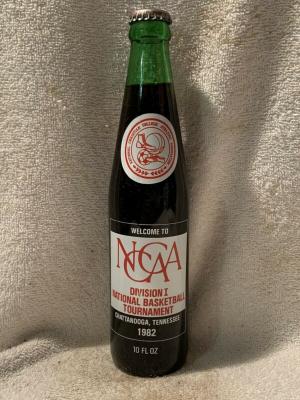 WELCOME TO
NCAA
DIVISION I
NATIONAL BASKETBALL
TOURNAMENT
CHATTANOOGA, TENNESSEE
1982
10 FL OZ